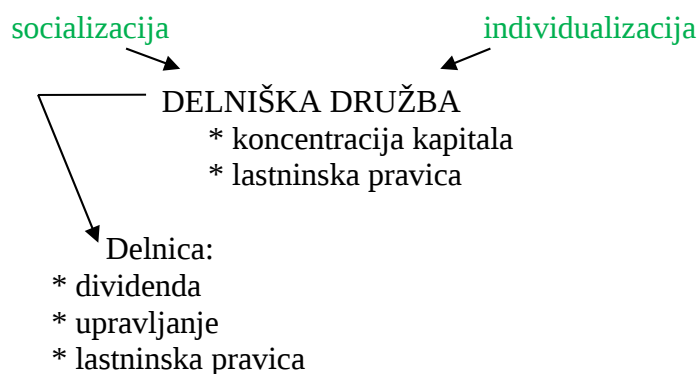 socializacija individualizacija
DELNIŠKA DRUŽBA
* koncentracija kapitala
* lastninska pravica
Delnica:
* dividenda
* upravljanje
* lastninska pravica